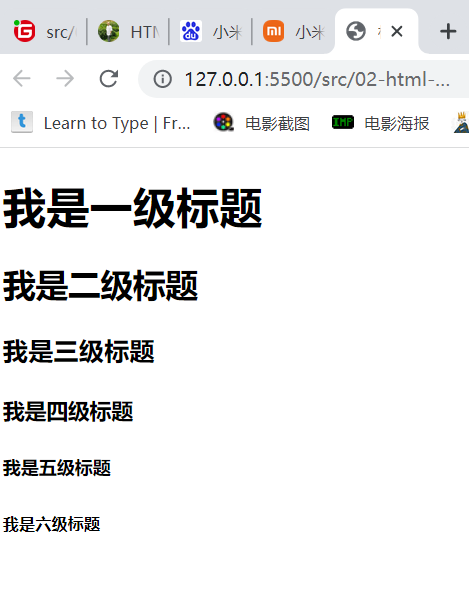 src/
HTM
小米
小米
127.0.0.1:5500/src/02-html-...
Learn to Type | Fr... 电影截图 IMP 电影海报
我是一级标题
我是二级标题
我是三级标题
我是四级标题
我是五级标题
我是六级标题